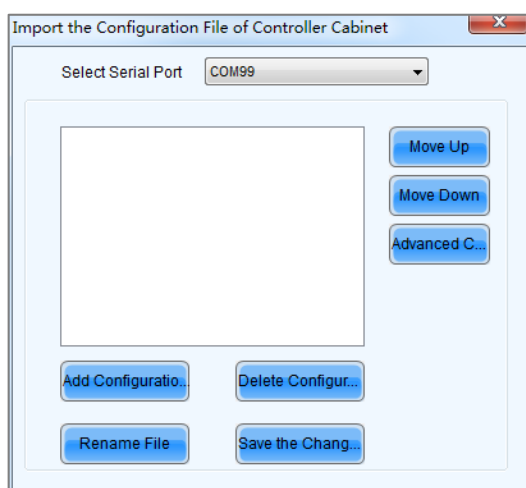 Import the Configuration File of Controller Cabinet
Select Serial Port COM99
Move Up
Move Down
Advanced C...
Add Configuratio...
Delete Configur...
Rename File
Save the Chang...